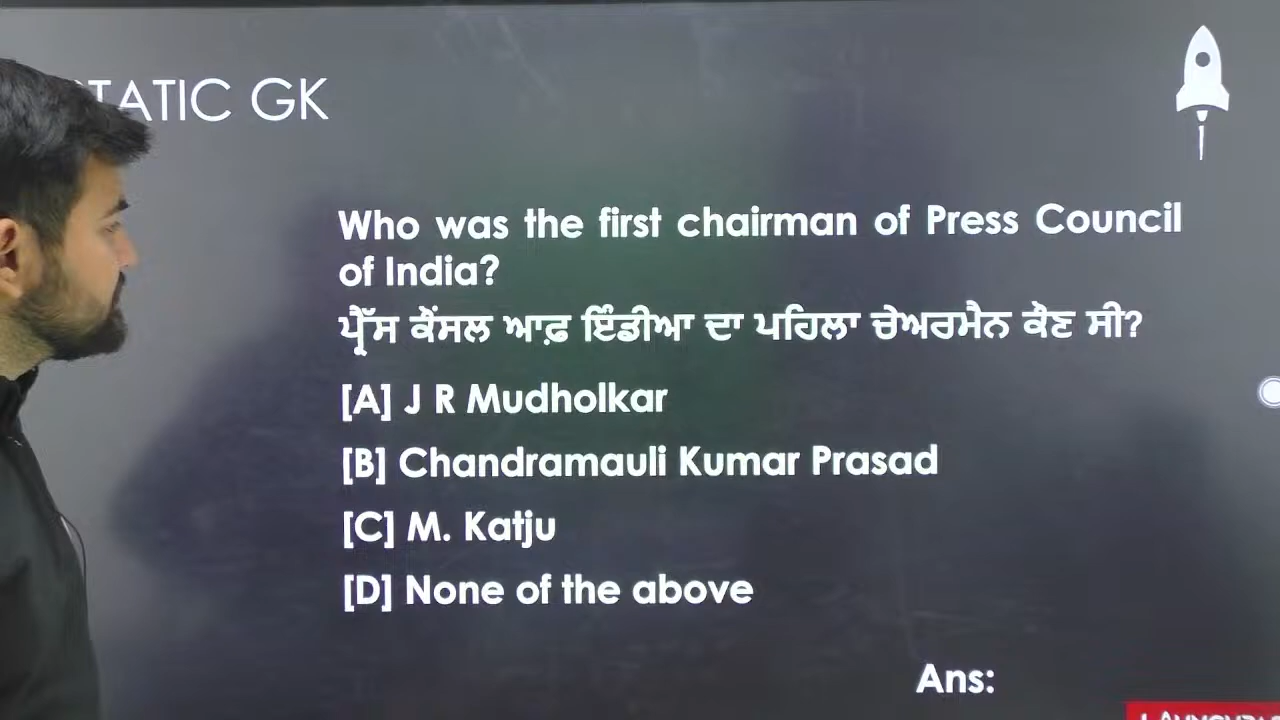 STATIC GK
Who was the first chairman of Press Council
of India?
ਪ੍ਰੈੱਸ ਕੌਂਸਲ ਆਫ਼ ਇੰਡੀਆ ਦਾ ਪਹਿਲਾ ਚੇਅਰਮੈਨ ਕੌਣ ਸੀ?
[A] J R Mudholkar
[B] Chandramauli Kumar Prasad
[C] M. Katju
[D] None of the above
Ans: